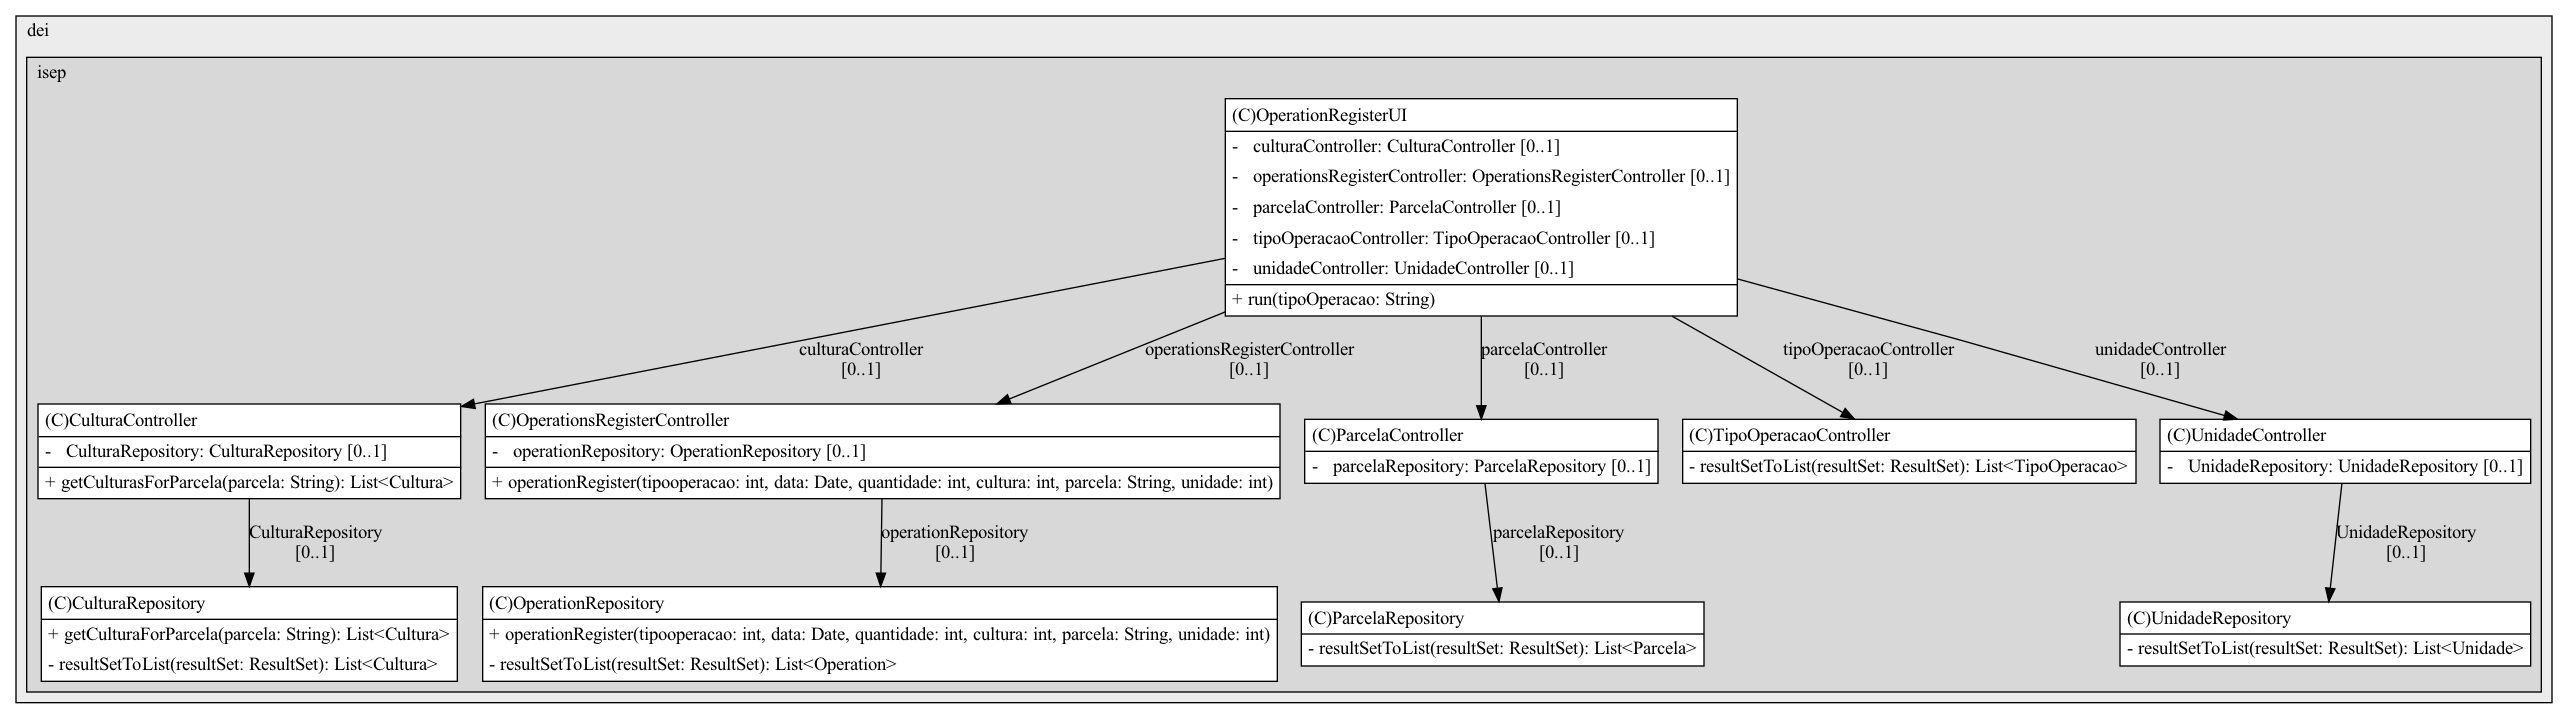 dei
isep
(C)OperationRegisterUI
- culturaController: CulturaController [0..1]
- operationsRegisterController: OperationsRegisterController [0..1]
- parcelaController: ParcelaController [0..1]
- tipoOperacaoController: TipoOperacaoController [0..1]
- unidadeController: UnidadeController [0..1]
+ run(tipoOperacao: String)
culturaController
[0..1]
operationsRegisterController
[0..1]
parcelaController
[0..1]
tipoOperacaoController
[0..1]
unidadeController
[0..1]
(C)CulturaController
- CulturaRepository: CulturaRepository [0..1]
+ getCulturasForParcela(parcela: String): List<Cultura>
(C)OperationsRegisterController
- operationRepository: OperationRepository [0..1]
+ operationRegister(tipooperacao: int, data: Date, quantidade: int, cultura: int, parcela: String, unidade: int)
(C)ParcelaController
- parcelaRepository: ParcelaRepository [0..1]
(C)TipoOperacaoController
- resultSetToList(resultSet: ResultSet): List<TipoOperacao>
(C)UnidadeController
- UnidadeRepository: UnidadeRepository [0..1]
CulturaRepository
[0..1]
operationRepository
[0..1]
parcelaRepository
[0..1]
UnidadeRepository
[0..1]
(C)CulturaRepository
+ getCulturaForParcela(parcela: String): List<Cultura>
- resultSetToList(resultSet: ResultSet): List<Cultura>
(C)OperationRepository
+ operationRegister(tipooperacao: int, data: Date, quantidade: int, cultura: int, parcela: String, unidade: int)
- resultSetToList(resultSet: ResultSet): List<Operation>
(C)ParcelaRepository
- resultSetToList(resultSet: ResultSet): List<Parcela>
(C)UnidadeRepository
- resultSetToList(resultSet: ResultSet): List<Unidade>